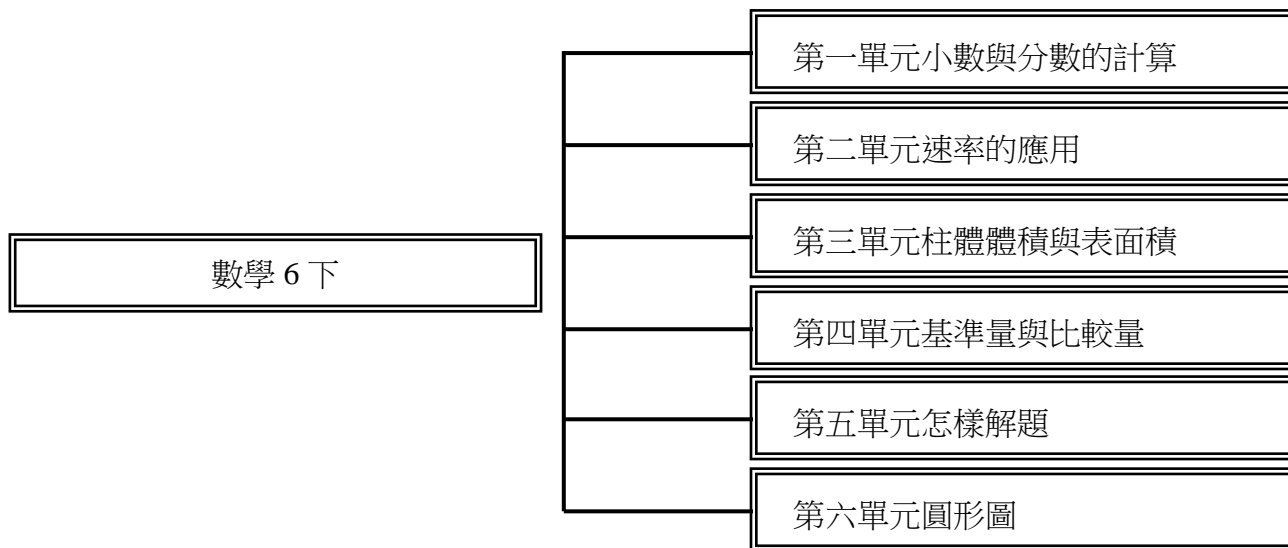 第一單元小數與分數的計算
第二單元速率的應用
第三單元柱體體積與表面積
數學 6 下
第四單元基準量與比較量
第五單元怎樣解題
第六單元圓形圖